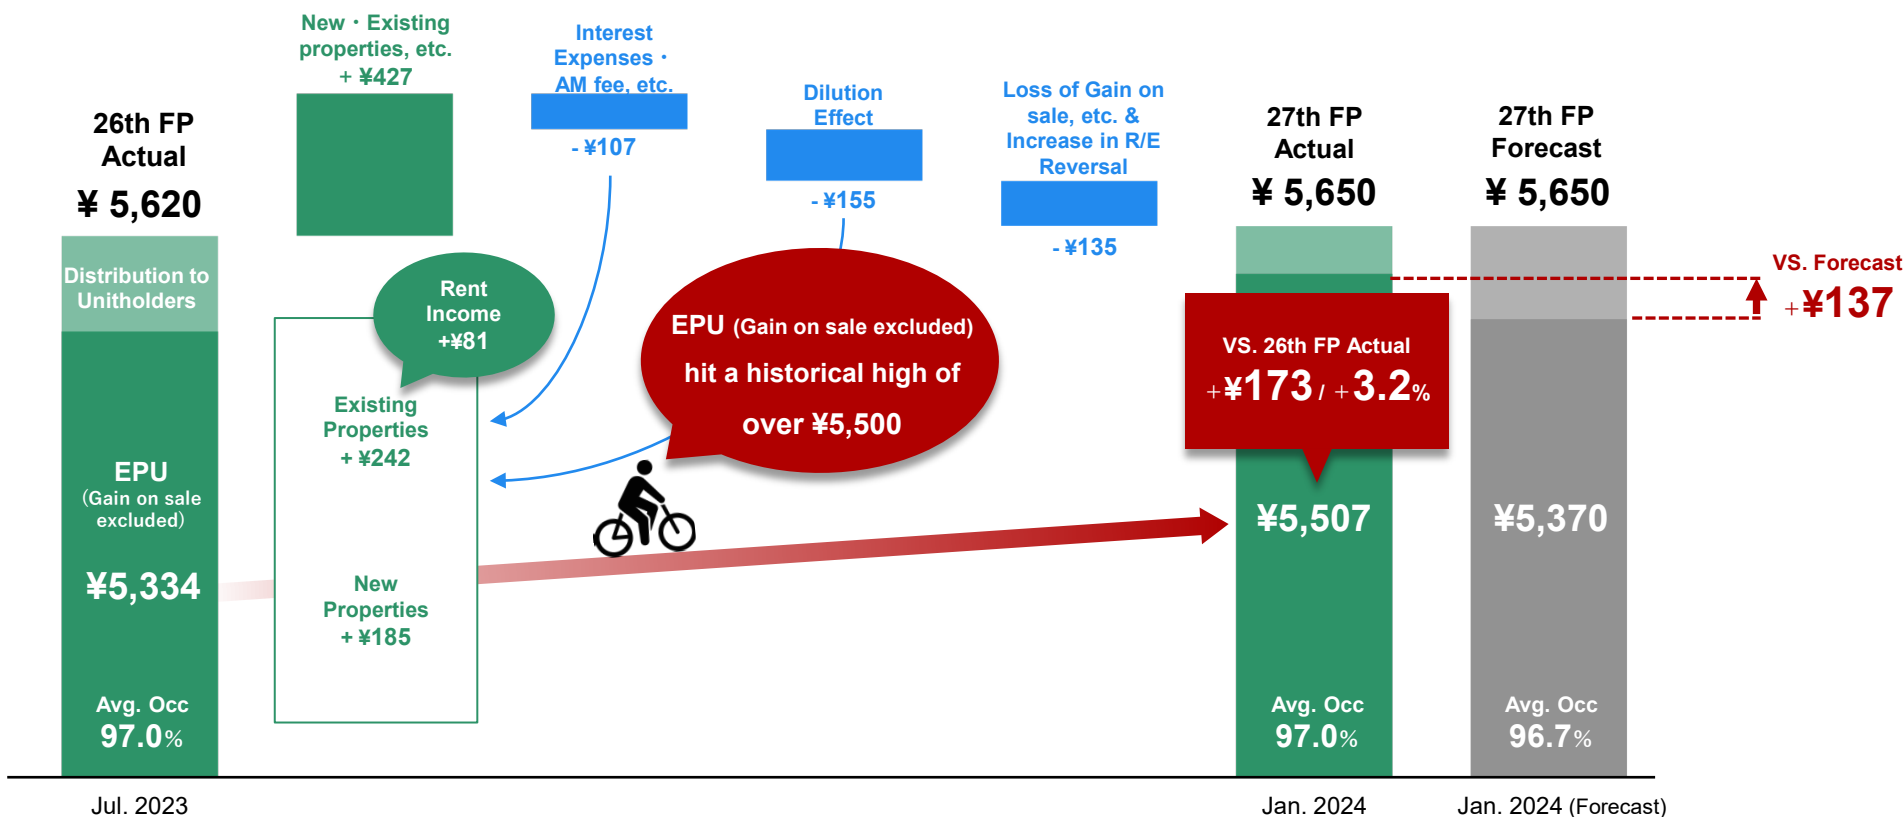 26th FP
Actual
¥ 5,620
Distribution to
Unitholders
EPU
(Gain on sale
excluded)
¥5,334
Avg. Occ
97.0%
Jul. 2023
New・Existing
properties, etc.
+ ¥427
Rent
Income
+¥81
Existing
Properties
+ ¥242
New
Properties
+ ¥185
Interest
Expenses・
AM fee, etc.
- ¥107
Dilution
Effect
- ¥155
Loss of Gain on
sale, etc. &
Increase in R/E
Reversal
- ¥135
EPU (Gain on sale excluded)
hit a historical high of
over ¥5,500
27th FP
Actual
¥ 5,650
VS. 26th FP Actual
+¥173 / +3.2%
¥5,507
Avg. Occ
97.0%
Jan. 2024
27th FP
Forecast
¥ 5,650
¥5,370
Avg. Occ
96.7%
Jan. 2024 (Forecast)
VS. Forecast
+¥137